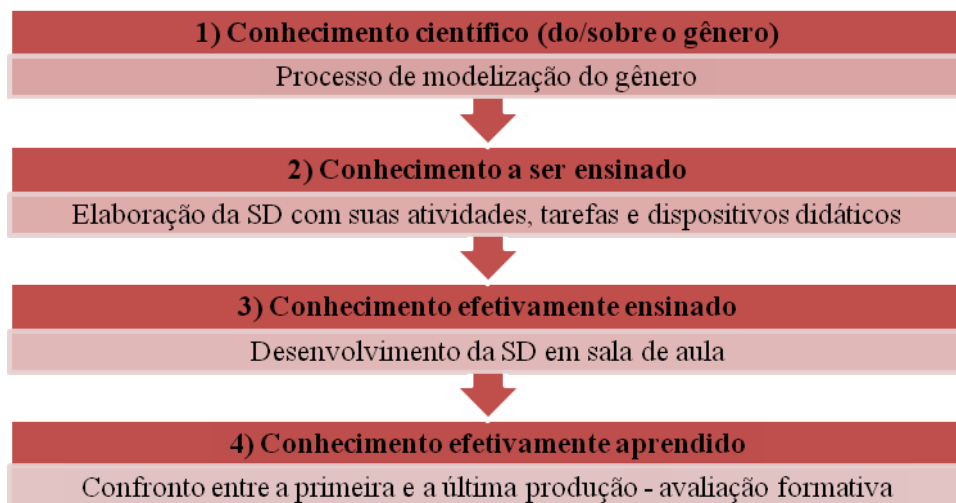 1) Conhecimento científico (do/sobre o gênero)
Processo de modelização do gênero
2) Conhecimento a ser ensinado
Elaboração da SD com suas atividades, tarefas e dispositivos didáticos
3) Conhecimento efetivamente ensinado
Desenvolvimento da SD em sala de aula
4) Conhecimento efetivamente aprendido
Confronto entre a primeira e a última produção - avaliação formativa